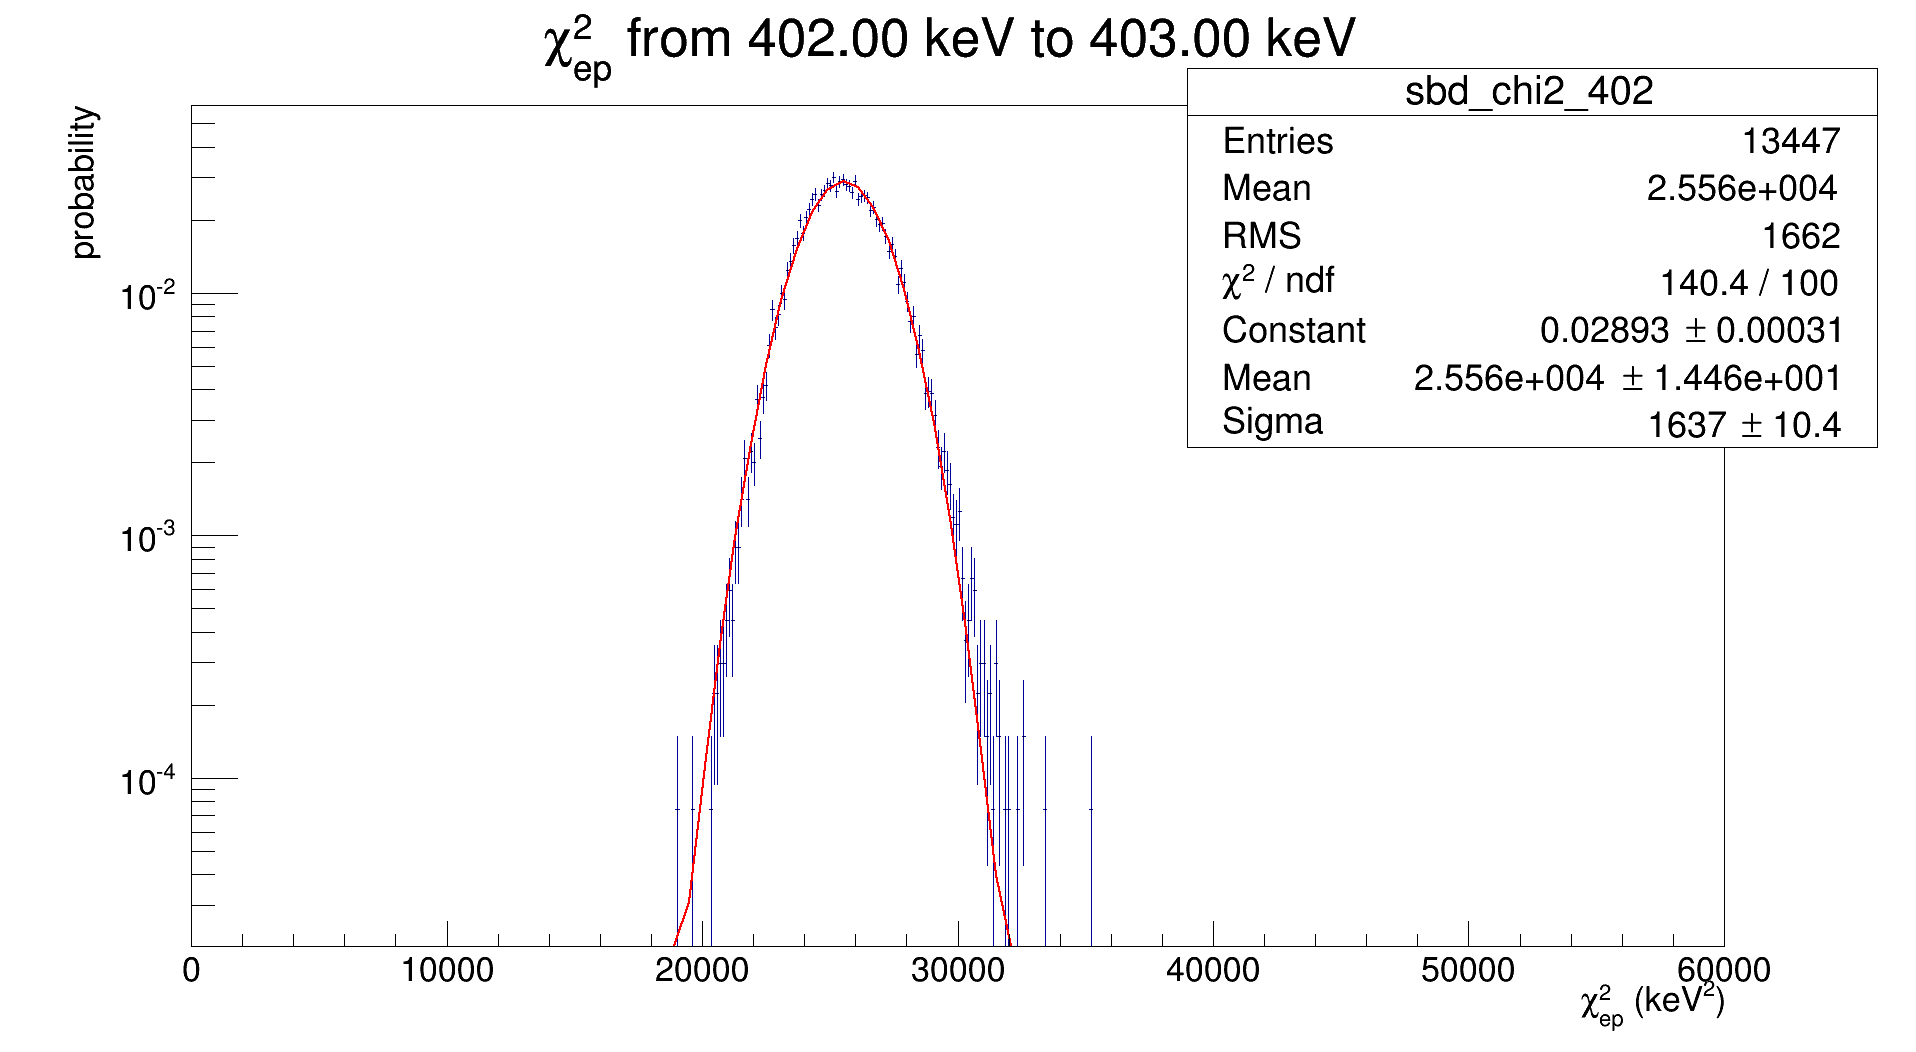 χ²ep from 402.00 keV to 403.00 keV
sbd_chi2_402
Entries 13447
Mean 2.556e+004
RMS 1662
χ² / ndf 140.4 / 100
Constant 0.02893 ± 0.00031
Mean 2.556e+004 ± 1.446e+001
Sigma 1637 ± 10.4
probability
10⁻²
10⁻³
10⁻⁴
0 10000 20000 30000 40000 50000 60000
χ²ep (keV²)